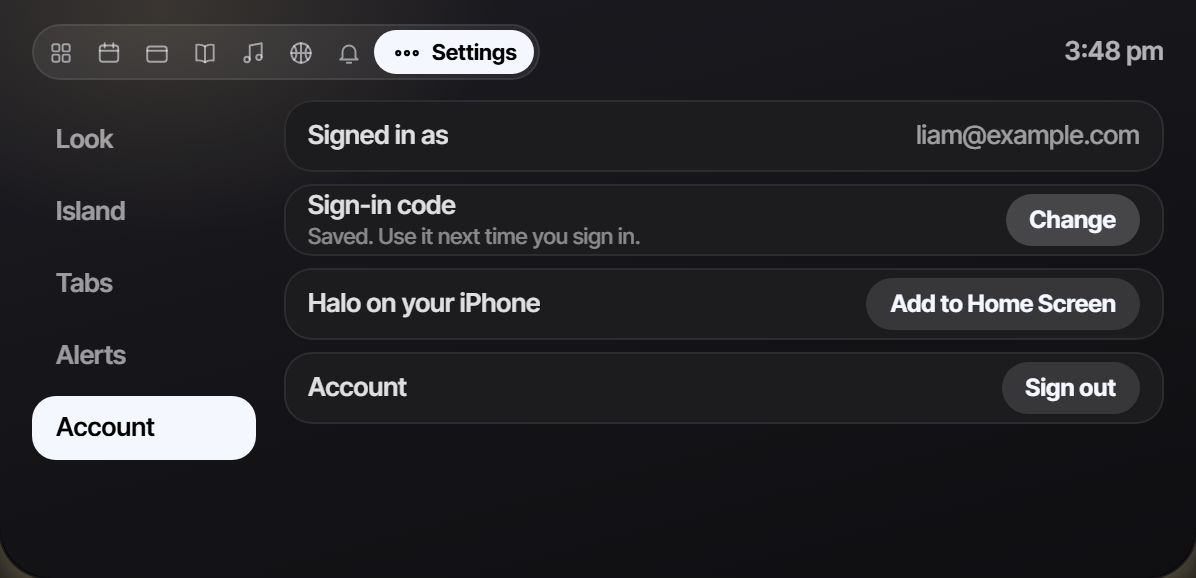 Settings
3:48 pm
Look
Island
Tabs
Alerts
Account
Signed in as
liam@example.com
Sign-in code
Saved. Use it next time you sign in.
Change
Halo on your iPhone
Add to Home Screen
Account
Sign out